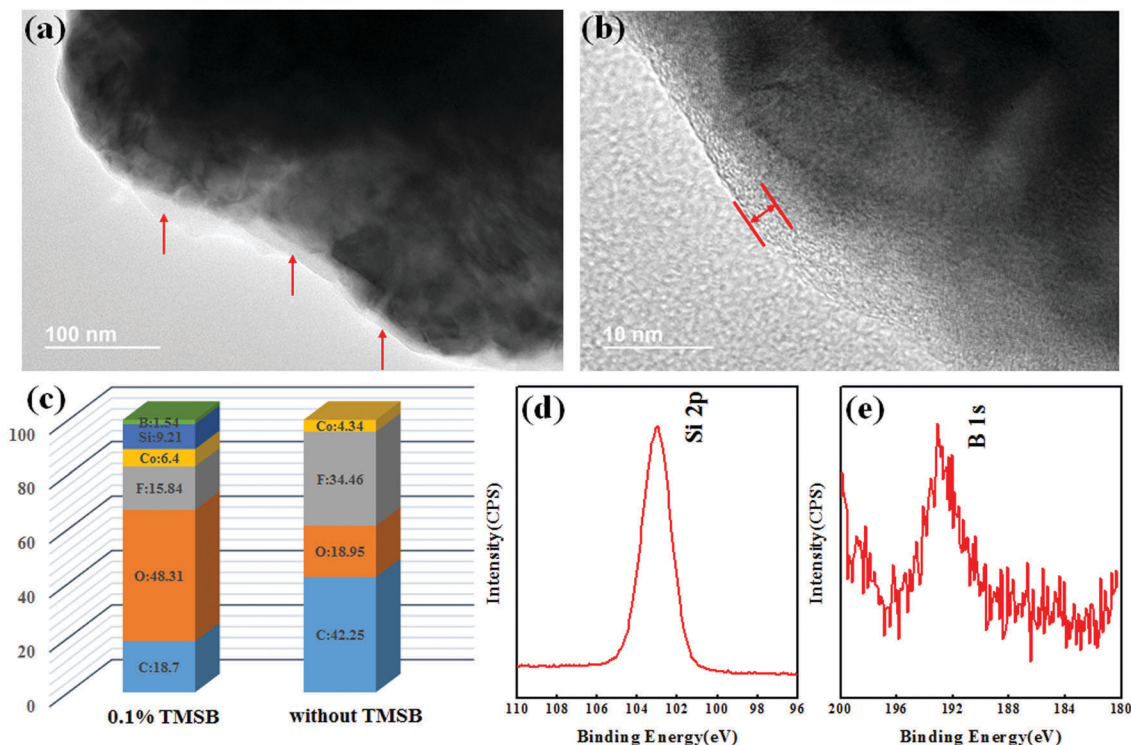 (a)
100 nm
(b)
10 nm
(c)
100
80
60
40
20
0
B:1.54
Si:9.21
Co:6.4
F:15.84
O:48.31
C:18.7
Co:4.34
F:34.46
O:18.95
C:42.25
0.1% TMSB
without TMSB
(d)
Si 2p
Intensity(CPS)
110 108 106 104 102 100 98 96
Binding Energy(eV)
(e)
B 1s
Intensity(CPS)
200 196 192 188 184 180
Binding Energy(eV)